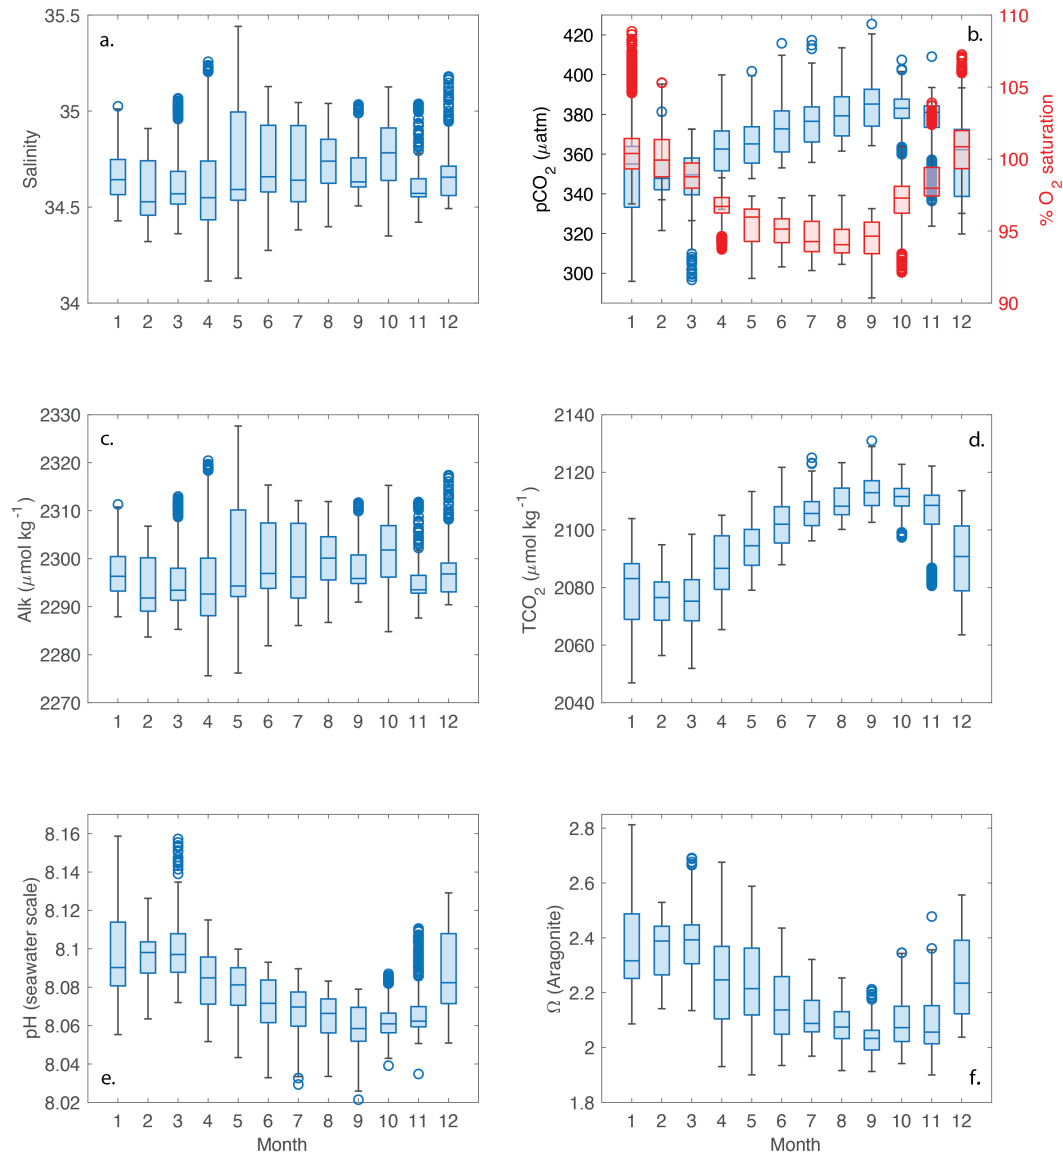 35.5
35
34.5
34
Salinity
a.
1 2 3 4 5 6 7 8 9 10 11 12
420
400
380
360
340
320
300
pCO2 (μatm)
b.
110
105
100
95
90
% O2 saturation
1 2 3 4 5 6 7 8 9 10 11 12
2330
2320
2310
2300
2290
2280
2270
Alk (μmol kg-1)
c.
1 2 3 4 5 6 7 8 9 10 11 12
2140
2120
2100
2080
2060
2040
TCO2 (μmol kg-1)
d.
1 2 3 4 5 6 7 8 9 10 11 12
8.16
8.14
8.12
8.1
8.08
8.06
8.04
8.02
pH (seawater scale)
e.
1 2 3 4 5 6 7 8 9 10 11 12
Month
2.8
2.6
2.4
2.2
2
1.8
Ω (Aragonite)
f.
1 2 3 4 5 6 7 8 9 10 11 12
Month